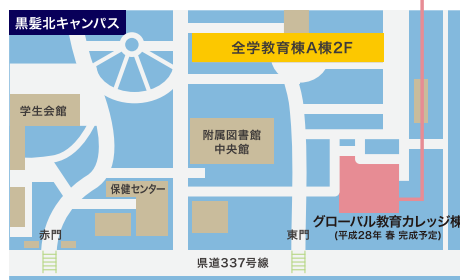 黒髪北キャンパス
全学教育棟A棟2F
学生会館
附属図書館
中央館
保健センター
グローバル教育カレッジ棟
(平成28年 春 完成予定)
赤門
東門
県道337号線